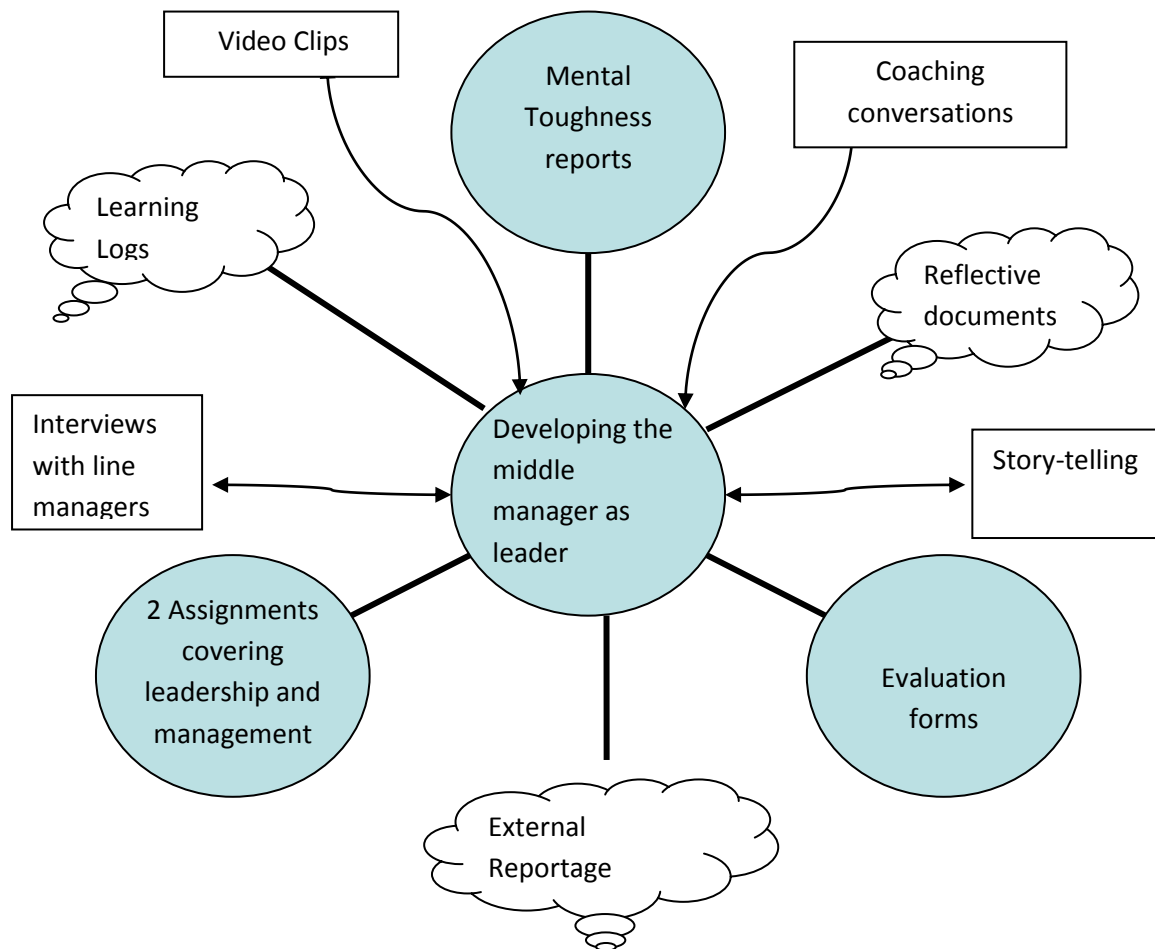 Video Clips
Mental
Toughness
reports
Coaching
conversations
Learning
Logs
Reflective
documents
Interviews
with line
managers
Developing the
middle
manager as
leader
Story-telling
2 Assignments
covering
leadership and
management
Evaluation
forms
External
Reportage